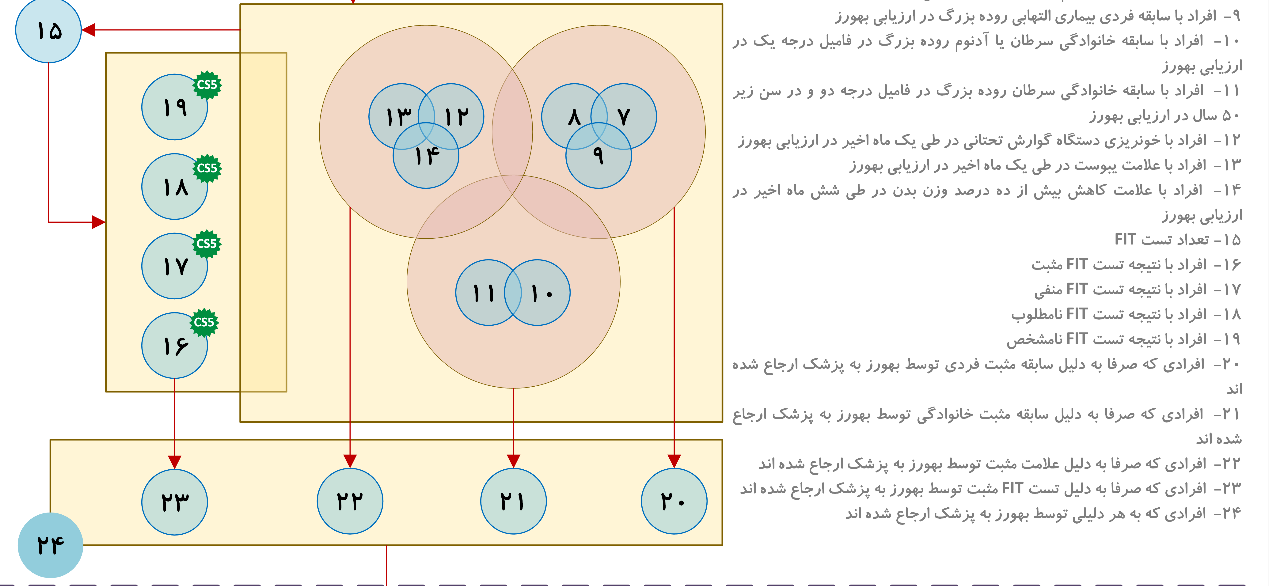 ۹- افراد با سابقه فردی بیماری التهابی روده بزرگ در ارزیابی بهورز
۱۰- افراد با سابقه خانوادگی سرطان یا آدنوم روده بزرگ در فامیل درجه یک در
ارزیابی بهورز
۱۱- افراد با سابقه خانوادگی سرطان روده بزرگ در فامیل درجه دو و در سن زیر
۵۰ سال در ارزیابی بهورز
۱۲- افراد با خونریزی دستگاه گوارش تحتانی در طی یک ماه اخیر در ارزیابی بهورز
۱۳- افراد با علامت یبوست در طی یک ماه اخیر در ارزیابی بهورز
۱۴- افراد با علامت کاهش بیش از ده درصد وزن بدن در طی شش ماه اخیر در
ارزیابی بهورز
۱۵- تعداد تست FIT
۱۶- افراد با نتیجه تست FIT مثبت
۱۷- افراد با نتیجه تست FIT منفی
۱۸- افراد با نتیجه تست FIT نامطلوب
۱۹- افراد با نتیجه تست FIT نامشخص
۲۰- افرادی که صرفا به دلیل سابقه مثبت فردی توسط بهورز به پزشک ارجاع شده
اند
۲۱- افرادی که صرفا به دلیل سابقه مثبت خانوادگی توسط بهورز به پزشک ارجاع
شده اند
۲۲- افرادی که صرفا به دلیل علامت مثبت توسط بهورز به پزشک ارجاع شده اند
۲۳- افرادی که صرفا به دلیل تست FIT مثبت توسط بهورز به پزشک ارجاع شده اند
۲۴- افرادی که به هر دلیلی توسط بهورز به پزشک ارجاع شده اند
۷
۸
۹
۱۲
۱۳
۱۴
۱۰
۱۱
۱۵
۱۹
CS5
۱۸
CS5
۱۷
CS5
۱۶
CS5
۲۰
۲۱
۲۲
۲۳
۲۴